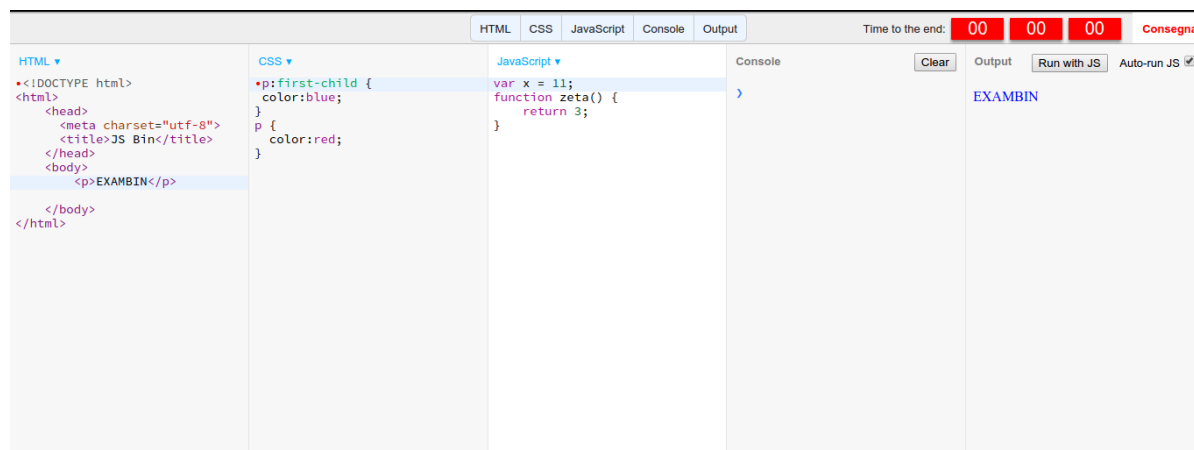 HTML CSS JavaScript Console Output Time to the end: 00 00 00 Consegna
HTML ▾
<!DOCTYPE html>
<html>
<head>
<meta charset="utf-8">
<title>JS Bin</title>
</head>
<body>
<p>EXAMBIN</p>
</body>
</html>
CSS ▾
p:first-child {
color:blue;
}
p {
color:red;
}
JavaScript ▾
var x = 11;
function zeta() {
return 3;
}
Console Clear
❯
Output Run with JS Auto-run JS
EXAMBIN